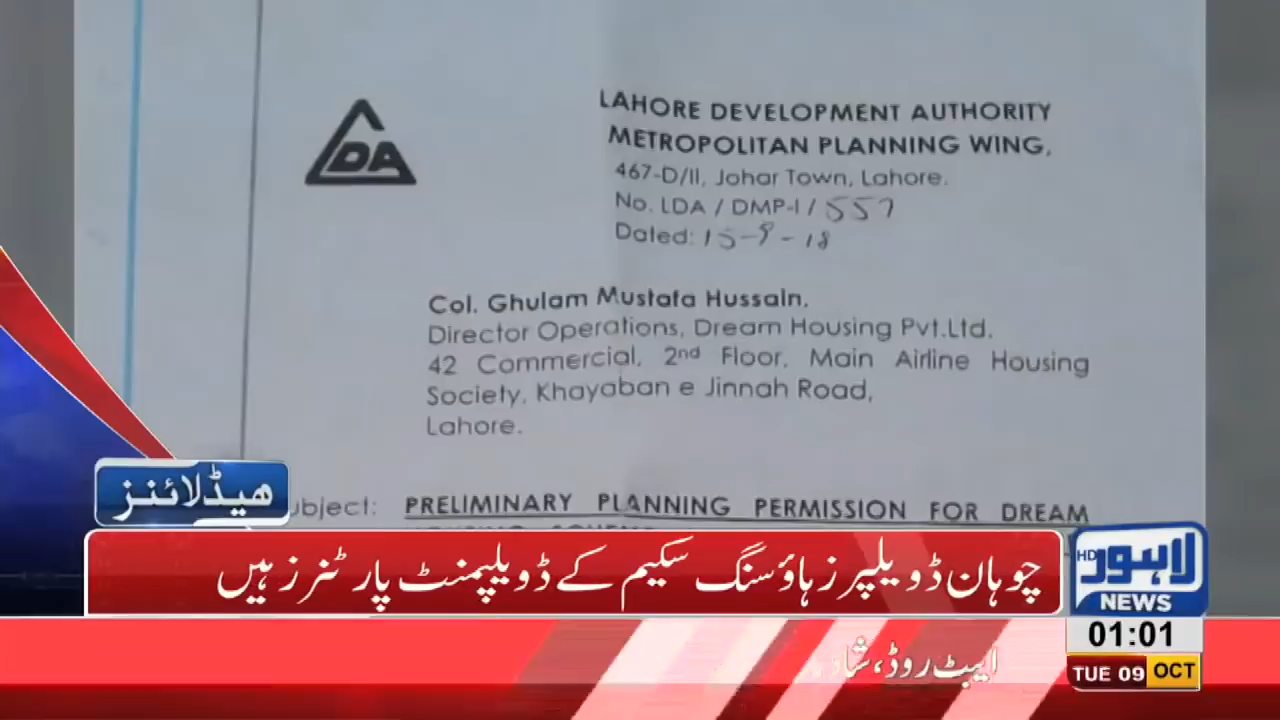 LDA
LAHORE DEVELOPMENT AUTHORITY
METROPOLITAN PLANNING WING,
467-D/II, Johar Town, Lahore.
No. LDA / DMP-I / 557
Dated: 15-9-18
Col. Ghulam Mustafa Hussain,
Director Operations, Dream Housing Pvt.Ltd.
42 Commercial, 2nd Floor, Main Airline Housing
Society, Khayaban e Jinnah Road,
Lahore.
ubject: PRELIMINARY PLANNING PERMISSION FOR DREAM
ہیڈلائنز
چوہان ڈویلپرز ہاؤسنگ سکیم کے ڈویلپمنٹ پارٹنرز ہیں
لاہور HD
NEWS
01:01
TUE 09 OCT
ایبٹ روڈ،